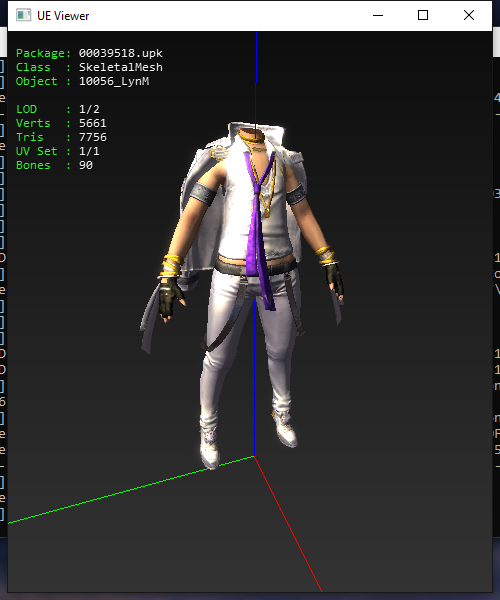 UE Viewer
Package: 00039518.upk
Class : SkeletalMesh
Object : 10056_LynM
LOD : 1/2
Verts : 5661
Tris : 7756
UV Set : 1/1
Bones : 90